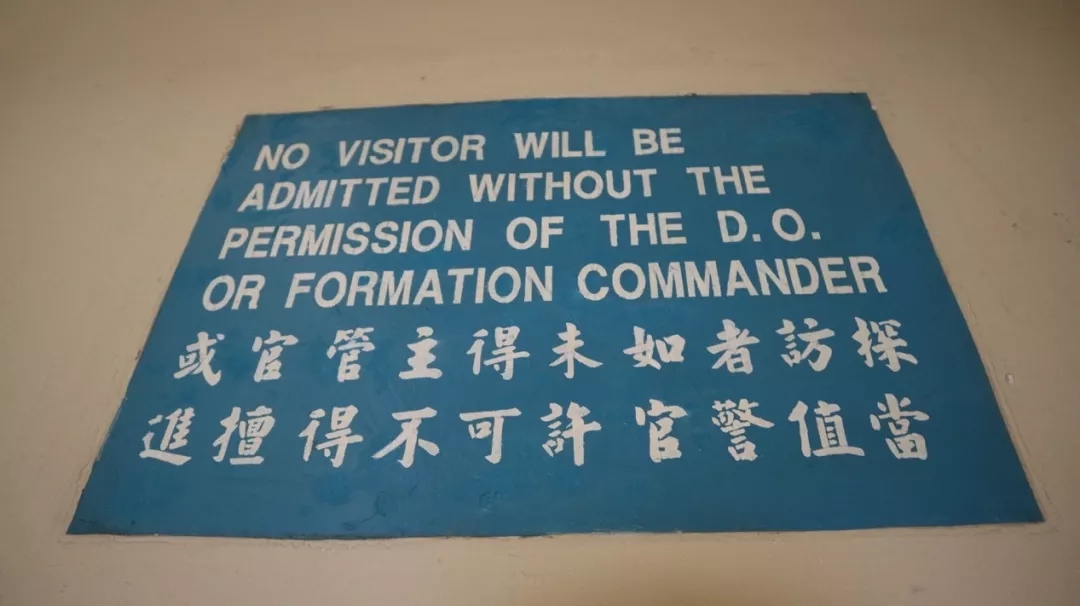 NO VISITOR WILL BE
ADMITTED WITHOUT THE
PERMISSION OF THE D.O.
OR FORMATION COMMANDER
探訪者如未得主管官或
當值警官許可不得擅進